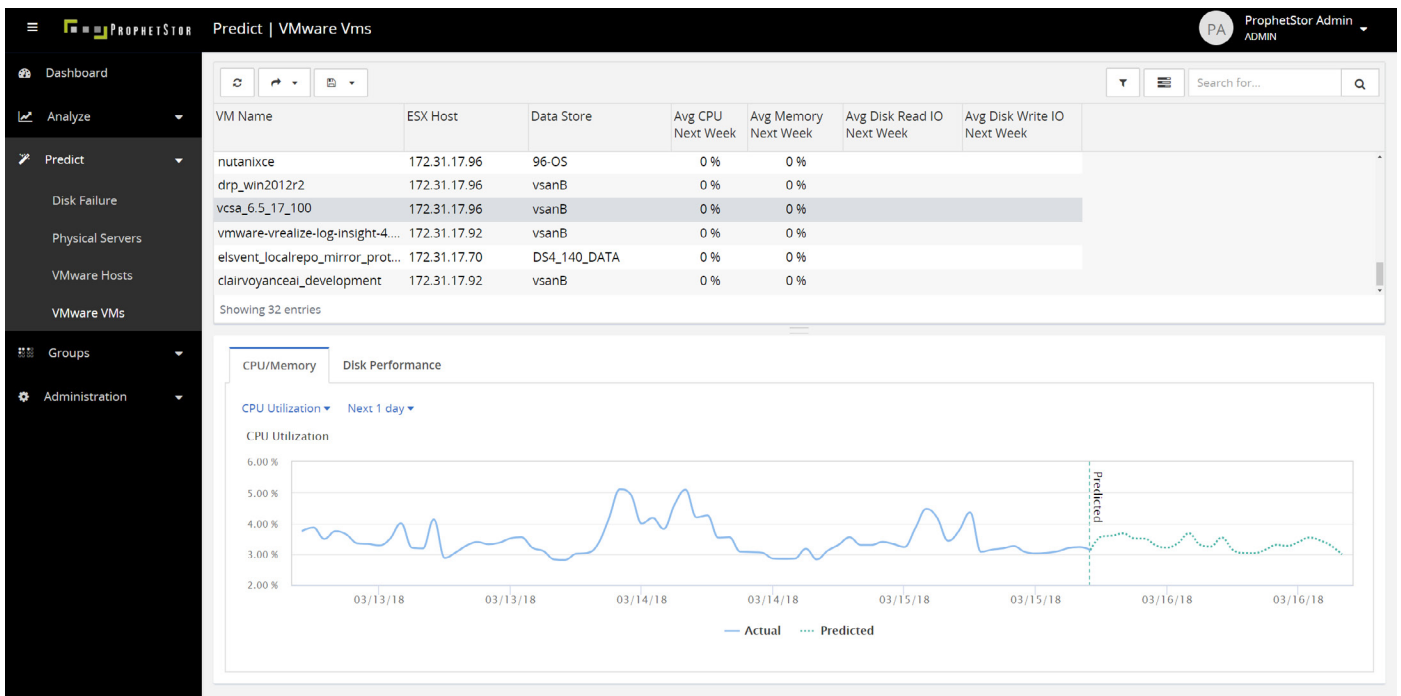 PROPHETSTOR Predict | VMware Vms PA ProphetStor Admin
ADMIN
Dashboard
Analyze
Predict
Disk Failure
Physical Servers
VMware Hosts
VMware VMs
Groups
Administration
Search for...
VM Name ESX Host Data Store Avg CPU Next Week Avg Memory Next Week Avg Disk Read IO Next Week Avg Disk Write IO Next Week
nutanixce 172.31.17.96 96-OS 0 % 0 %
drp_win2012r2 172.31.17.96 vsanB 0 % 0 %
vcsa_6.5_17_100 172.31.17.96 vsanB 0 % 0 %
vmware-vrealize-log-insight-4.... 172.31.17.92 vsanB 0 % 0 %
elsvent_localrepo_mirror_prot... 172.31.17.70 DS4_140_DATA 0 % 0 %
clairvoyanceai_development 172.31.17.92 vsanB 0 % 0 %
Showing 32 entries
CPU/Memory Disk Performance
CPU Utilization Next 1 day
CPU Utilization
6.00 %
5.00 %
4.00 %
3.00 %
2.00 %
Predicted
03/13/18 03/13/18 03/14/18 03/14/18 03/15/18 03/15/18 03/16/18 03/16/18
Actual Predicted